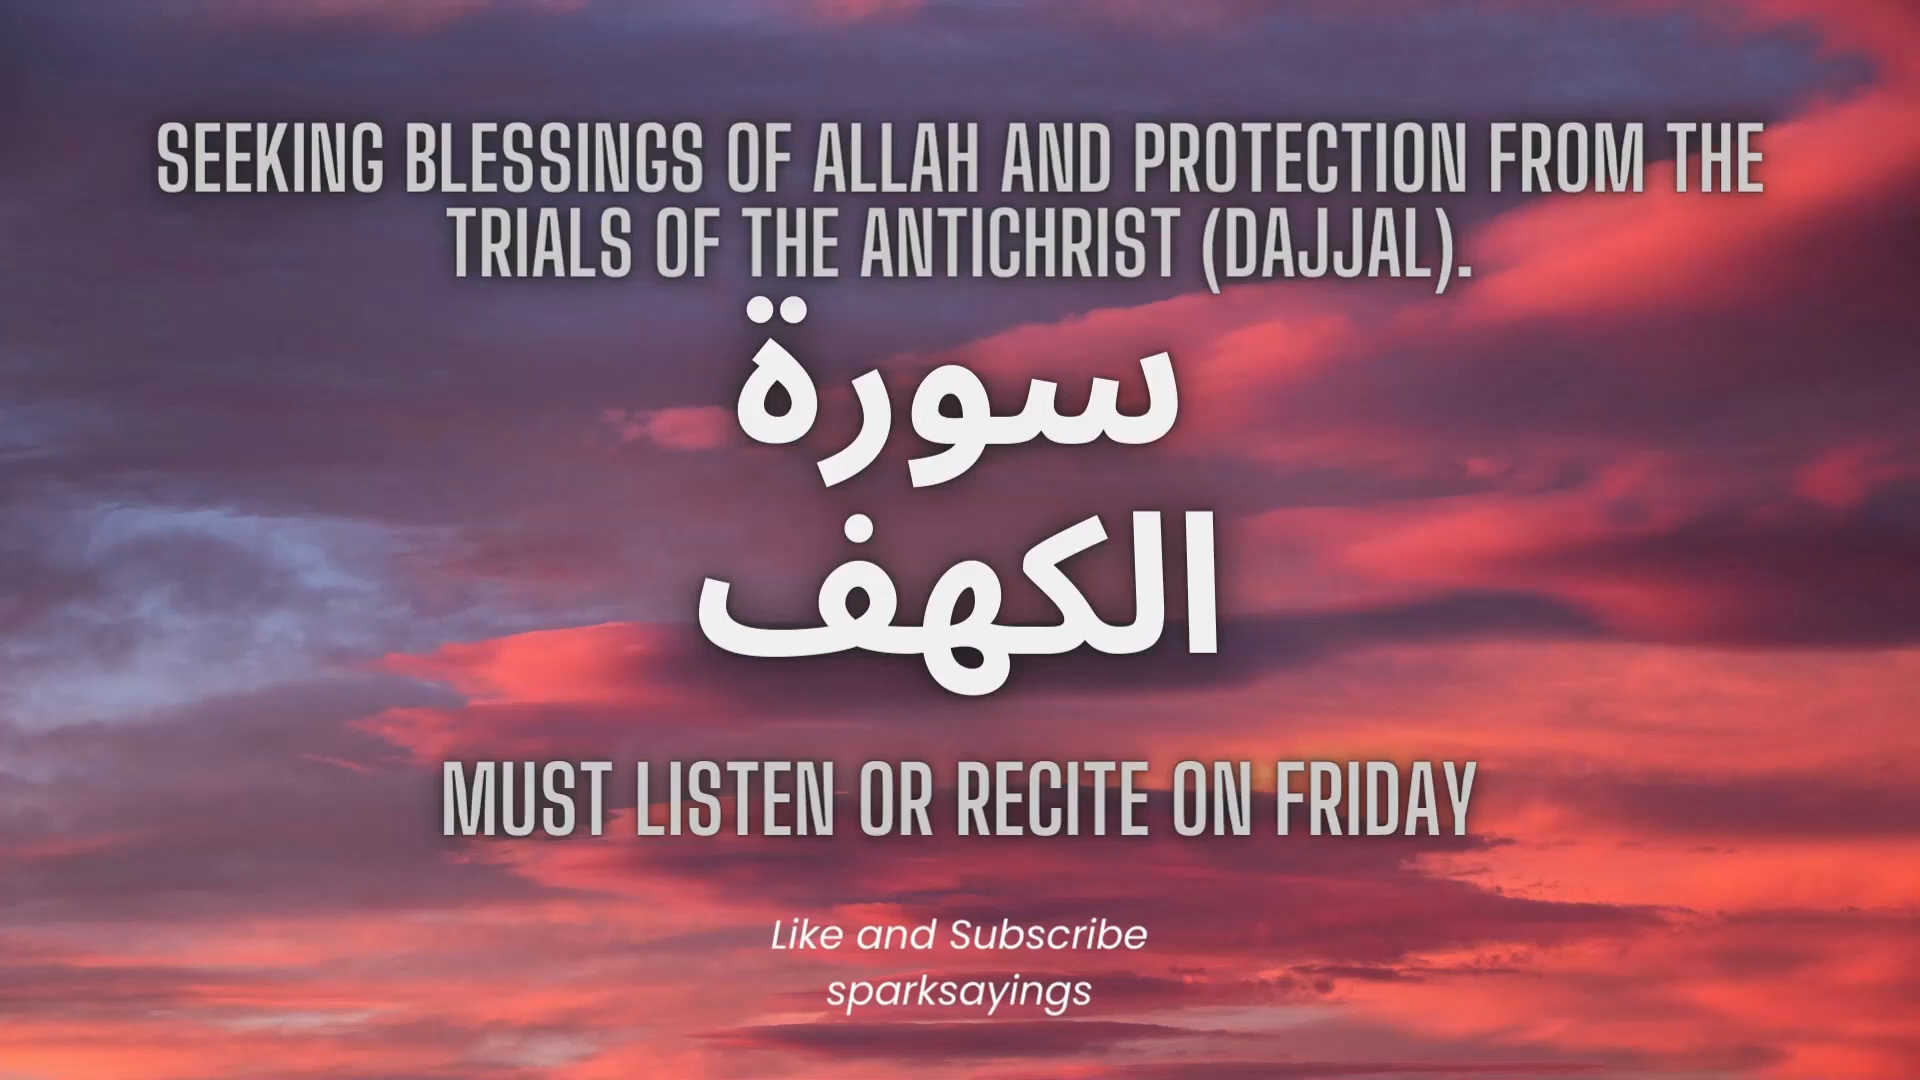 SEEKING BLESSINGS OF ALLAH AND PROTECTION FROM THE
TRIALS OF THE ANTICHRIST (DAJJAL).
سورة
الكهف
MUST LISTEN OR RECITE ON FRIDAY
Like and Subscribe
sparksayings